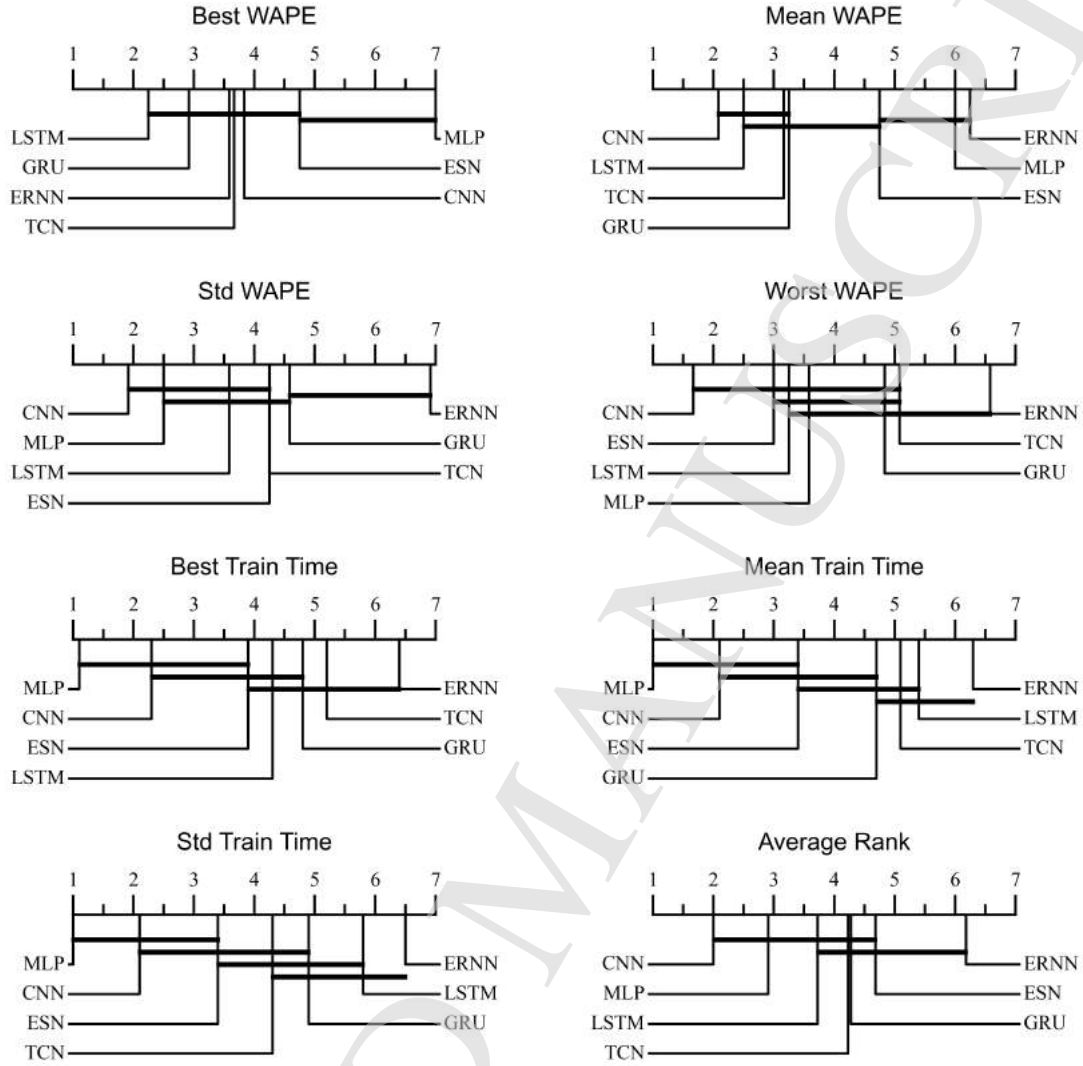 Best WAPE
1 2 3 4 5 6 7
LSTM MLP
GRU ESN
ERNN CNN
TCN
Mean WAPE
1 2 3 4 5 6 7
CNN ERNN
LSTM MLP
TCN ESN
GRU
Std WAPE
1 2 3 4 5 6 7
CNN ERNN
MLP GRU
LSTM TCN
ESN
Worst WAPE
1 2 3 4 5 6 7
CNN ERNN
ESN TCN
LSTM GRU
MLP
Best Train Time
1 2 3 4 5 6 7
MLP ERNN
CNN TCN
ESN GRU
LSTM
Mean Train Time
1 2 3 4 5 6 7
MLP ERNN
CNN LSTM
ESN TCN
GRU
Std Train Time
1 2 3 4 5 6 7
MLP ERNN
CNN LSTM
ESN GRU
TCN
Average Rank
1 2 3 4 5 6 7
CNN ERNN
MLP ESN
LSTM GRU
TCN
MANUSCR